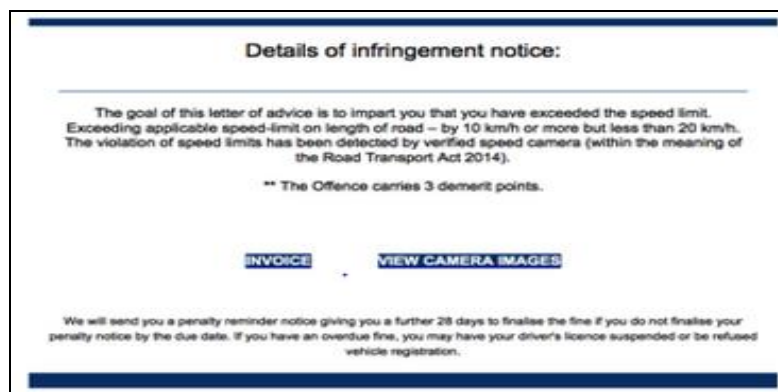 Details of infringement notice:
The goal of this letter of advice is to impart you that you have exceeded the speed limit.
Exceeding applicable speed-limit on length of road – by 10 km/h or more but less than 20 km/h.
The violation of speed limits has been detected by verified speed camera (within the meaning of
the Road Transport Act 2014).
** The Offence carries 3 demerit points.
INVOICE VIEW CAMERA IMAGES
We will send you a penalty reminder notice giving you a further 28 days to finalise the fine if you do not finalise your
penalty notice by the due date. If you have an overdue fine, you may have your driver's licence suspended or be refused
vehicle registration.